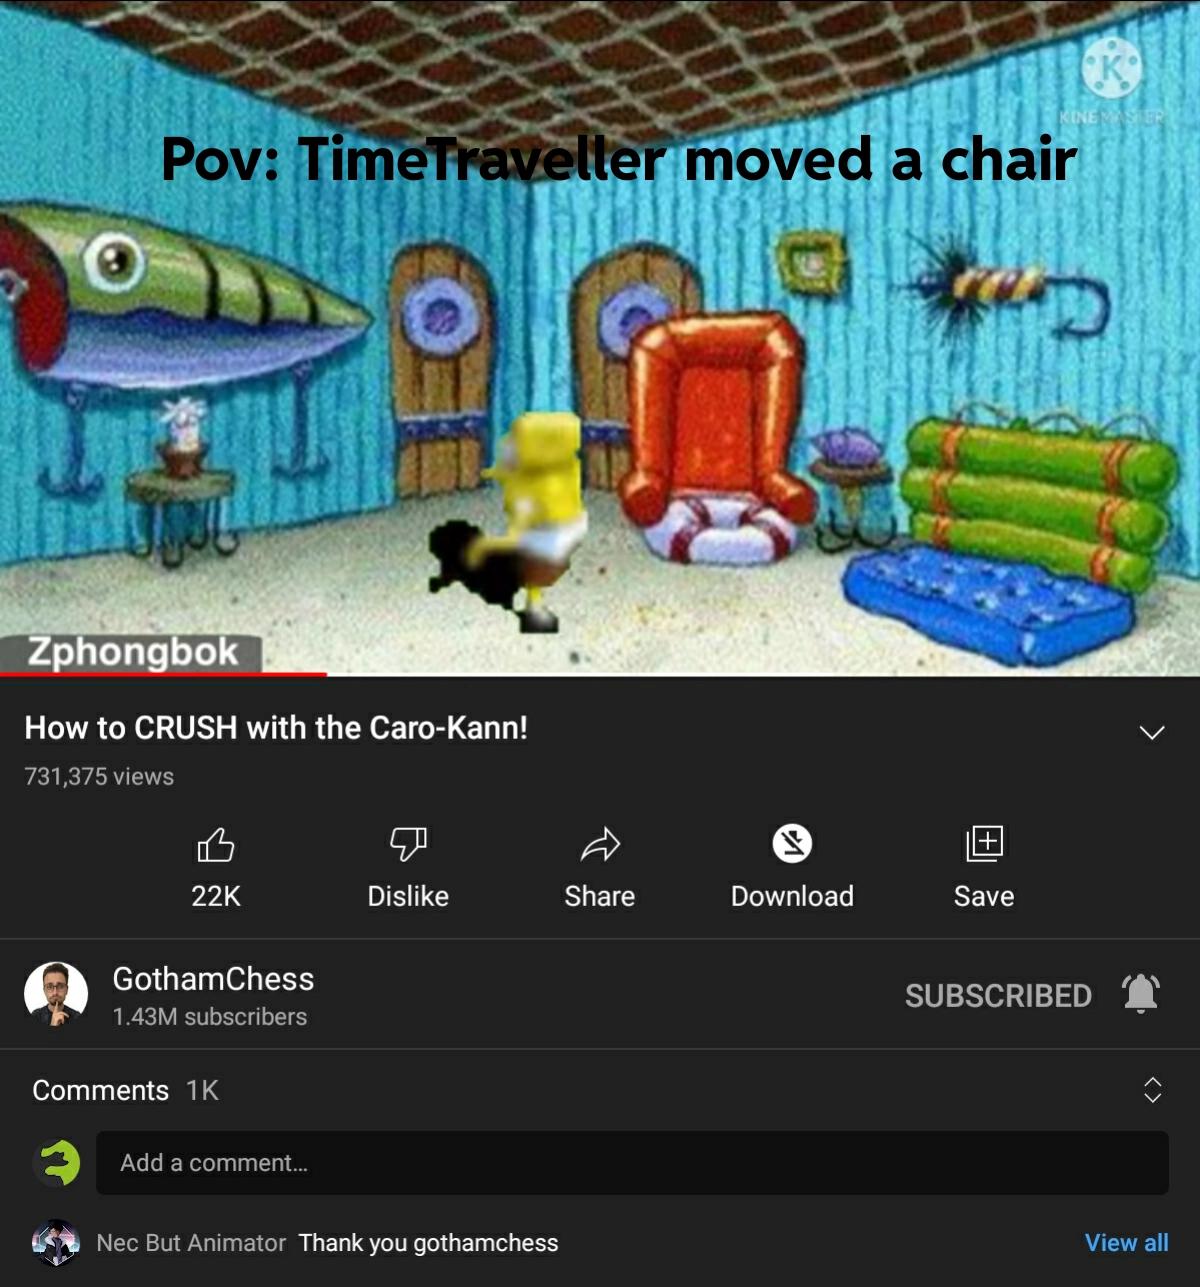 K
KINEMASTER
Pov: TimeTraveller moved a chair
Zphongbok
How to CRUSH with the Caro-Kann!
731,375 views
22K
Dislike
Share
Download
Save
GothamChess
1.43M subscribers
SUBSCRIBED
Comments 1K
Add a comment...
Nec But Animator Thank you gothamchess View all